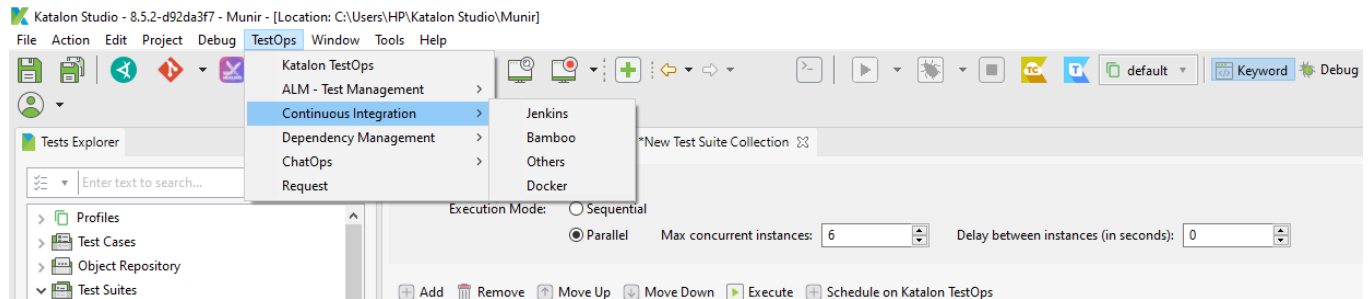 Katalon Studio - 8.5.2-d92da3f7 - Munir - [Location: C:\Users\HP\Katalon Studio\Munir]
File Action Edit Project Debug TestOps Window Tools Help
Katalon TestOps
ALM - Test Management
Continuous Integration
Dependency Management
ChatOps
Request
Jenkins
Bamboo
Others
Docker
TC
T
default
Keyword
Debug
Tests Explorer
*New Test Suite Collection
Enter text to search...
Profiles
Test Cases
Object Repository
Test Suites
Execution Mode: Sequential
Parallel Max concurrent instances: 6 Delay between instances (in seconds): 0
Add Remove Move Up Move Down Execute Schedule on Katalon TestOps